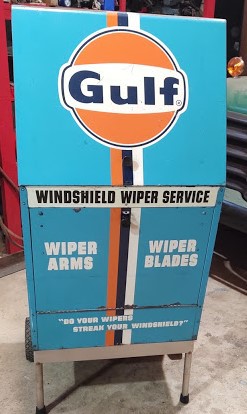 Gulf
®
WINDSHIELD WIPER SERVICE
WIPER
ARMS
WIPER
BLADES
"DO YOUR WIPERS
STREAK YOUR WINDSHIELD?"